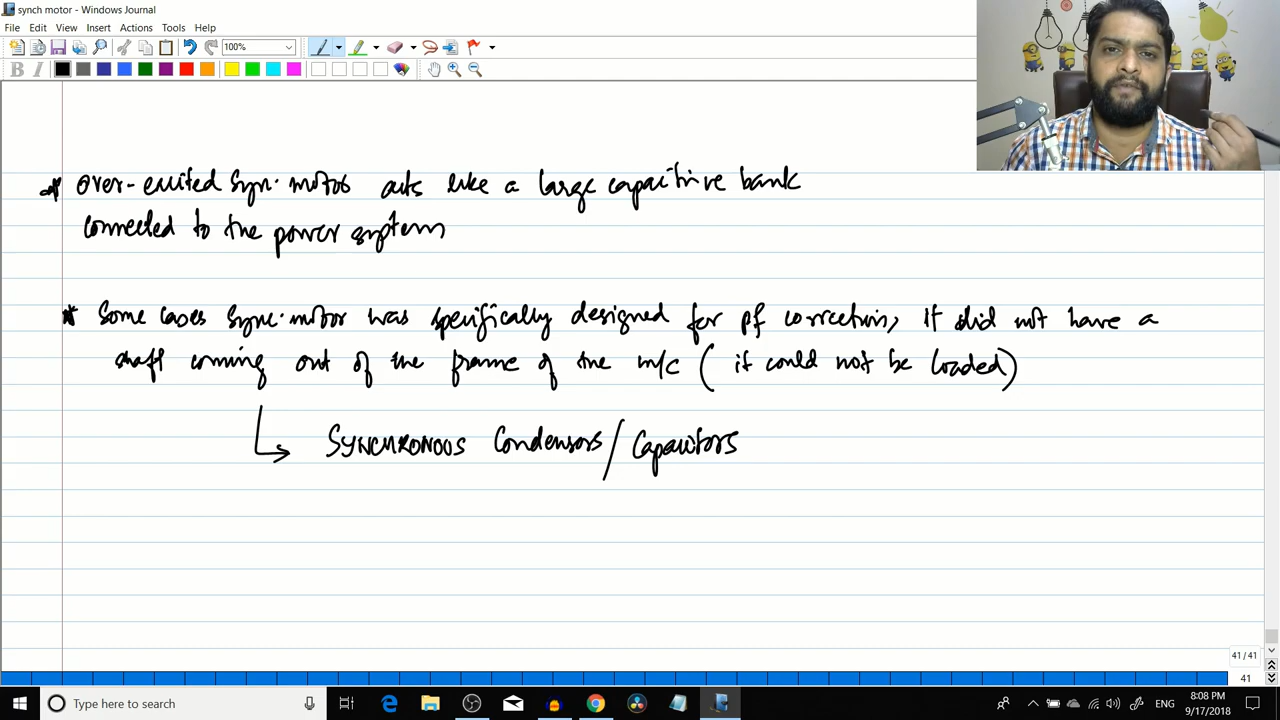 synch motor - Windows Journal
File Edit View Insert Actions Tools Help
100%
B I
* Over-excited Syn. motor acts like a large capacitive bank
connected to the power system
* Some cases Sync. motor was specifically designed for pf correction, it did not have a
shaft coming out of the frame of the m/c ( it could not be loaded)
SYNCHRONOUS Condensors / Capacitors
41 / 41
41
Type here to search
ENG
8:08 PM
9/17/2018